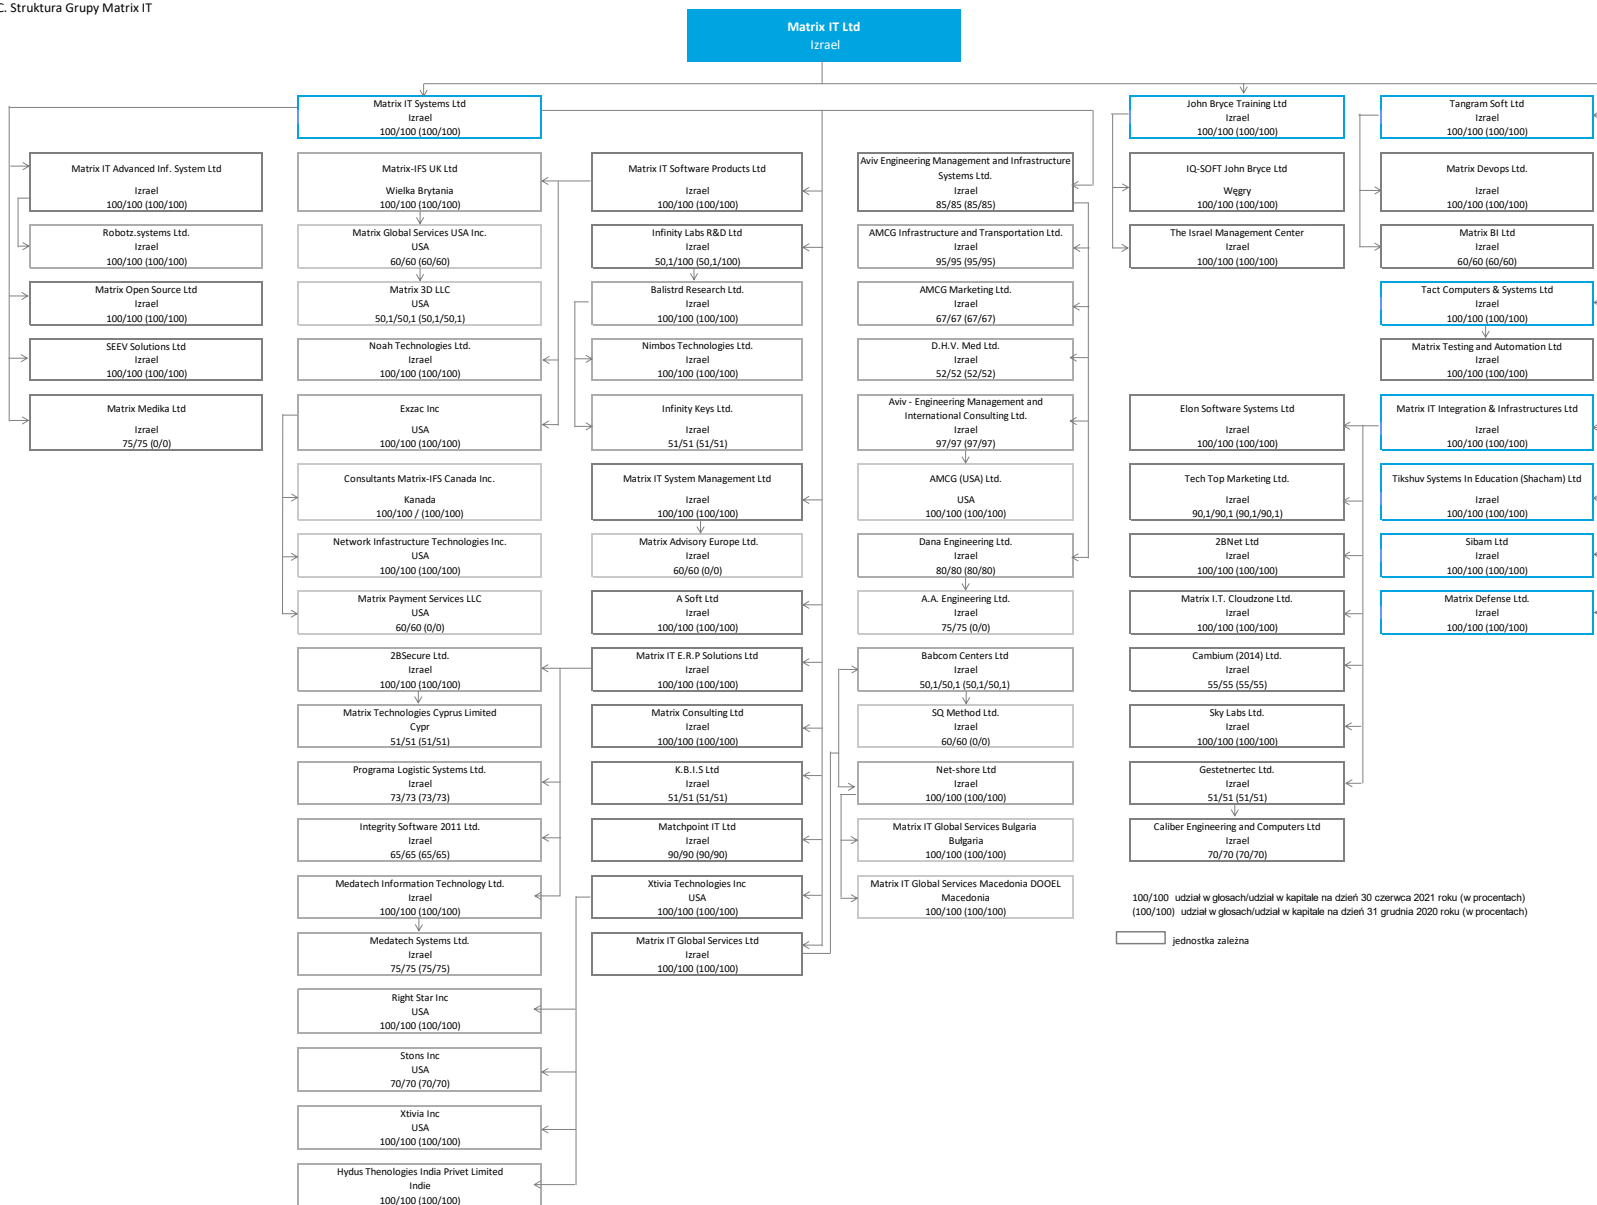 C. Struktura Grupy Matrix IT
Matrix IT Ltd
Izrael
Matrix IT Systems Ltd
Izrael
100/100 (100/100)
John Bryce Training Ltd
Izrael
100/100 (100/100)
Tangram Soft Ltd
Izrael
100/100 (100/100)
Matrix IT Advanced Inf. System Ltd
Izrael
100/100 (100/100)
Robotz.systems Ltd.
Izrael
100/100 (100/100)
Matrix Open Source Ltd
Izrael
100/100 (100/100)
SEEV Solutions Ltd
Izrael
100/100 (100/100)
Matrix Medika Ltd
Izrael
75/75 (0/0)
Matrix-IFS UK Ltd
Wielka Brytania
100/100 (100/100)
Matrix Global Services USA Inc.
USA
60/60 (60/60)
Matrix 3D LLC
USA
50,1/50,1 (50,1/50,1)
Noah Technologies Ltd.
Izrael
100/100 (100/100)
Exzac Inc
USA
100/100 (100/100)
Consultants Matrix-IFS Canada Inc.
Kanada
100/100 / (100/100)
Network Infastructure Technologies Inc.
USA
100/100 (100/100)
Matrix Payment Services LLC
USA
60/60 (0/0)
2BSecure Ltd.
Izrael
100/100 (100/100)
Matrix Technologies Cyprus Limited
Cypr
51/51 (51/51)
Programa Logistic Systems Ltd.
Izrael
73/73 (73/73)
Integrity Software 2011 Ltd.
Izrael
65/65 (65/65)
Medatech Information Technology Ltd.
Izrael
100/100 (100/100)
Medatech Systems Ltd.
Izrael
75/75 (75/75)
Right Star Inc
USA
100/100 (100/100)
Stons Inc
USA
70/70 (70/70)
Xtivia Inc
USA
100/100 (100/100)
Hydus Thenologies India Privet Limited
Indie
100/100 (100/100)
Matrix IT Software Products Ltd
Izrael
100/100 (100/100)
Infinity Labs R&D Ltd
Izrael
50,1/100 (50,1/100)
Balistrd Research Ltd.
Izrael
100/100 (100/100)
Nimbos Technologies Ltd.
Izrael
100/100 (100/100)
Infinity Keys Ltd.
Izrael
51/51 (51/51)
Matrix IT System Management Ltd
Izrael
100/100 (100/100)
Matrix Advisory Europe Ltd.
Izrael
60/60 (0/0)
A Soft Ltd
Izrael
100/100 (100/100)
Matrix IT E.R.P Solutions Ltd
Izrael
100/100 (100/100)
Matrix Consulting Ltd
Izrael
100/100 (100/100)
K.B.I.S Ltd
Izrael
51/51 (51/51)
Matchpoint IT Ltd
Izrael
90/90 (90/90)
Xtivia Technologies Inc
USA
100/100 (100/100)
Matrix IT Global Services Ltd
Izrael
100/100 (100/100)
Aviv Engineering Management and Infrastructure
Systems Ltd.
Izrael
85/85 (85/85)
AMCG Infrastructure and Transportation Ltd.
Izrael
95/95 (95/95)
AMCG Marketing Ltd.
Izrael
67/67 (67/67)
D.H.V. Med Ltd.
Izrael
52/52 (52/52)
Aviv - Engineering Management and
International Consulting Ltd.
Izrael
97/97 (97/97)
AMCG (USA) Ltd.
USA
100/100 (100/100)
Dana Engineering Ltd.
Izrael
80/80 (80/80)
A.A. Engineering Ltd.
Izrael
75/75 (0/0)
Babcom Centers Ltd
Izrael
50,1/50,1 (50,1/50,1)
SQ Method Ltd.
Izrael
60/60 (0/0)
Net-shore Ltd
Izrael
100/100 (100/100)
Matrix IT Global Services Bulgaria
Bułgaria
100/100 (100/100)
Matrix IT Global Services Macedonia DOOEL
Macedonia
100/100 (100/100)
IQ-SOFT John Bryce Ltd
Węgry
100/100 (100/100)
The Israel Management Center
Izrael
100/100 (100/100)
Elon Software Systems Ltd
Izrael
100/100 (100/100)
Tech Top Marketing Ltd.
Izrael
90,1/90,1 (90,1/90,1)
2BNet Ltd
Izrael
100/100 (100/100)
Matrix I.T. Cloudzone Ltd.
Izrael
100/100 (100/100)
Cambium (2014) Ltd.
Izrael
55/55 (55/55)
Sky Labs Ltd.
Izrael
100/100 (100/100)
Gestetnertec Ltd.
Izrael
51/51 (51/51)
Caliber Engineering and Computers Ltd
Izrael
70/70 (70/70)
Matrix Devops Ltd.
Izrael
100/100 (100/100)
Matrix BI Ltd
Izrael
60/60 (60/60)
Tact Computers & Systems Ltd
Izrael
100/100 (100/100)
Matrix Testing and Automation Ltd
Izrael
100/100 (100/100)
Matrix IT Integration & Infrastructures Ltd
Izrael
100/100 (100/100)
Tikshuv Systems In Education (Shacham) Ltd
Izrael
100/100 (100/100)
Sibam Ltd
Izrael
100/100 (100/100)
Matrix Defense Ltd.
Izrael
100/100 (100/100)
100/100 udział w głosach/udział w kapitale na dzień 30 czerwca 2021 roku (w procentach)
(100/100) udział w głosach/udział w kapitale na dzień 31 grudnia 2020 roku (w procentach)
jednostka zależna